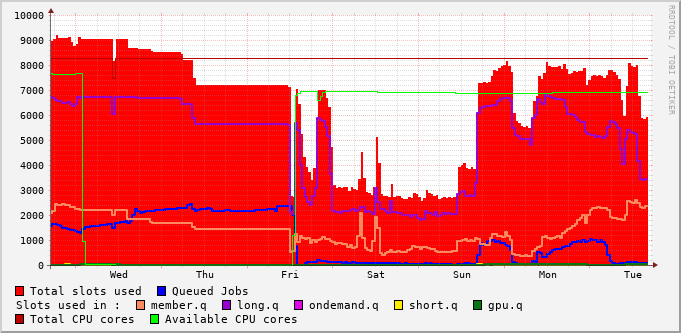 10000
9000
8000
7000
6000
5000
4000
3000
2000
1000
0
Wed Thu Fri Sat Sun Mon Tue
RRDTOOL / TOBI OETIKER
Total slots used Queued Jobs
Slots used in : member.q long.q ondemand.q short.q gpu.q
Total CPU cores Available CPU cores